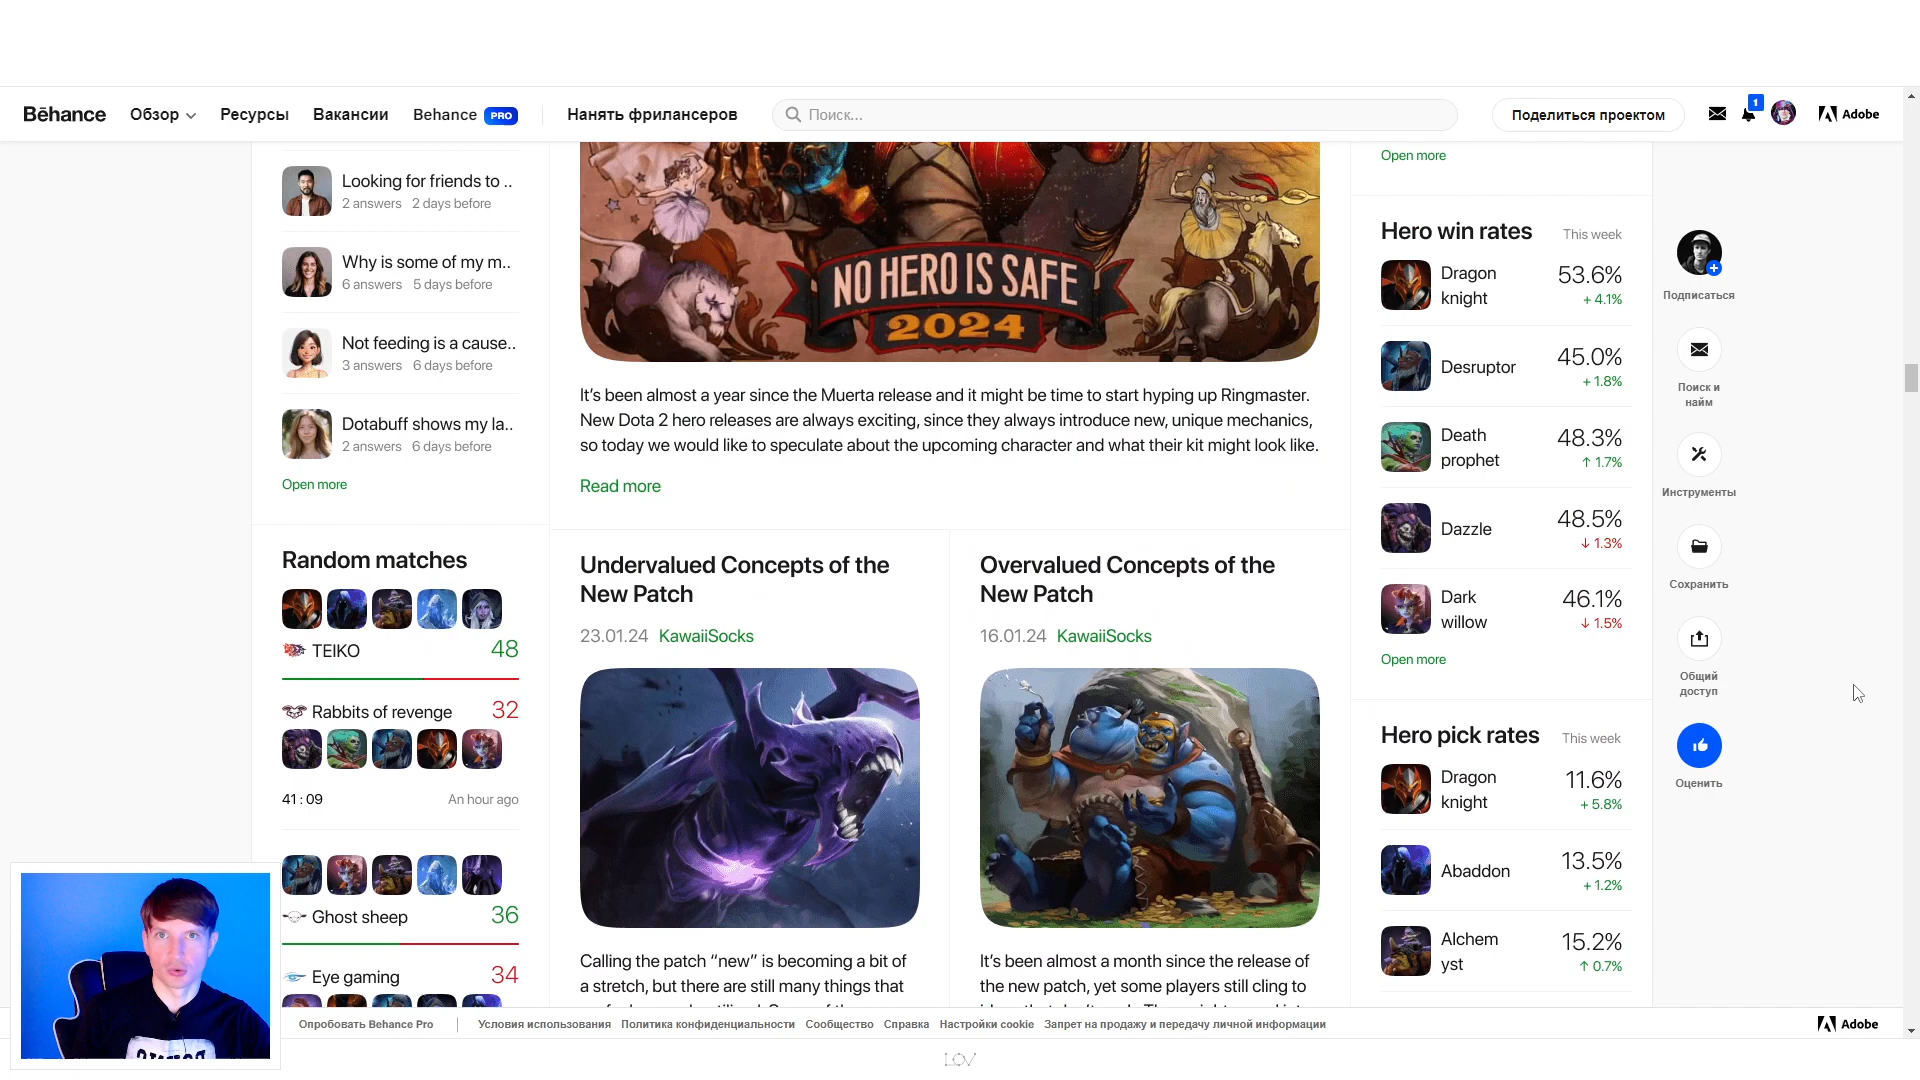 Bēhance
Обзор
Ресурсы
Вакансии
Behance PRO
Нанять фрилансеров
Поиск...
Поделиться проектом
1
Adobe
Looking for friends to ..
2 answers 2 days before
Why is some of my m..
6 answers 5 days before
Not feeding is a cause..
3 answers 6 days before
Dotabuff shows my la..
2 answers 6 days before
Open more
Random matches
TEIKO 48
Rabbits of revenge 32
41 : 09 An hour ago
Ghost sheep 36
Eye gaming 34
NO HERO IS SAFE
2024
It’s been almost a year since the Muerta release and it might be time to start hyping up Ringmaster.
New Dota 2 hero releases are always exciting, since they always introduce new, unique mechanics,
so today we would like to speculate about the upcoming character and what their kit might look like.
Read more
Undervalued Concepts of the
New Patch
23.01.24 KawaiiSocks
Calling the patch “new” is becoming a bit of
a stretch, but there are still many things that
Overvalued Concepts of the
New Patch
16.01.24 KawaiiSocks
It’s been almost a month since the release of
the new patch, yet some players still cling to
Open more
Hero win rates This week
Dragon
knight
53.6%
+ 4.1%
Desruptor
45.0%
+ 1.8%
Death
prophet
48.3%
↑ 1.7%
Dazzle
48.5%
↓ 1.3%
Dark
willow
46.1%
↓ 1.5%
Open more
Hero pick rates This week
Dragon
knight
11.6%
+ 5.8%
Abaddon
13.5%
+ 1.2%
Alchem
yst
15.2%
↑ 0.7%
Подписаться
Поиск и
найм
Инструменты
Сохранить
Общий
доступ
Оценить
Опробовать Behance Pro
Условия использования
Политика конфиденциальности
Сообщество
Справка
Настройки cookie
Запрет на продажу и передачу личной информации
Adobe
LOV